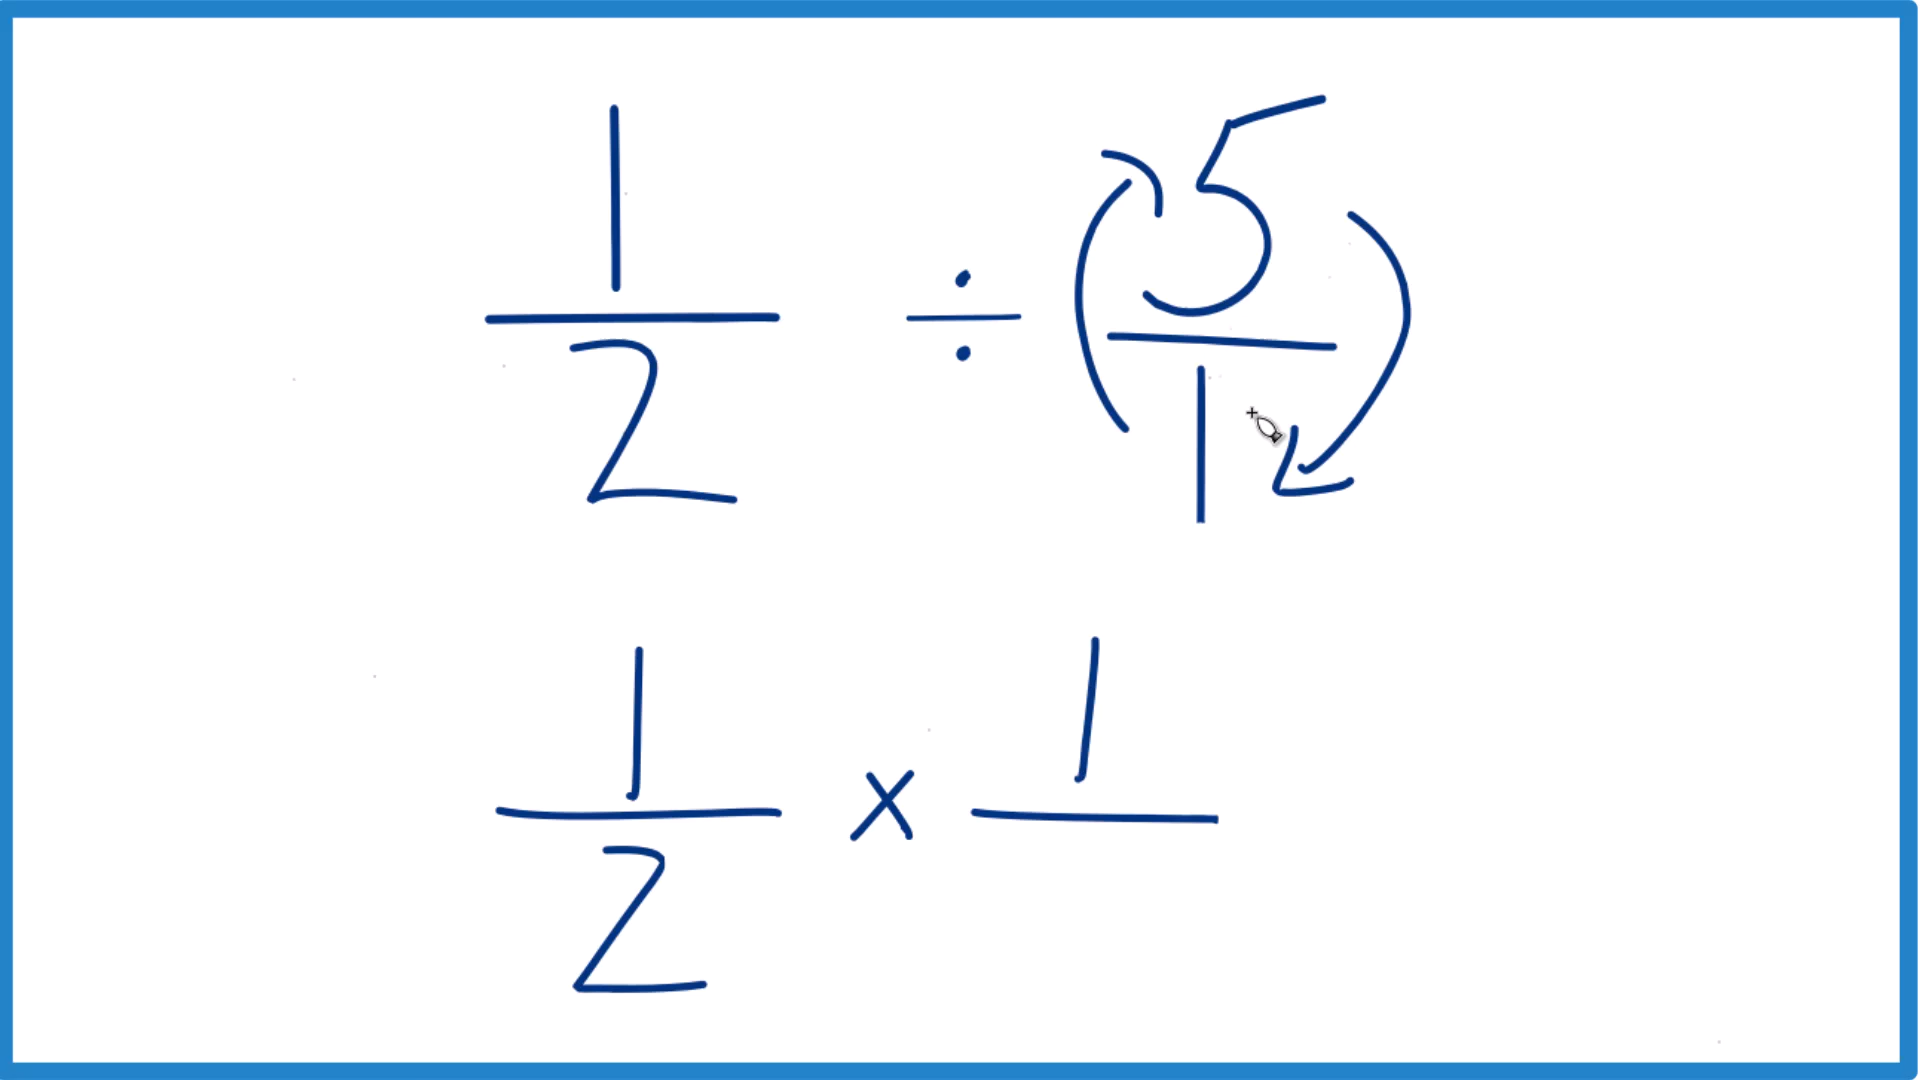 1/2 ÷ 5/1
1/2 × 1/